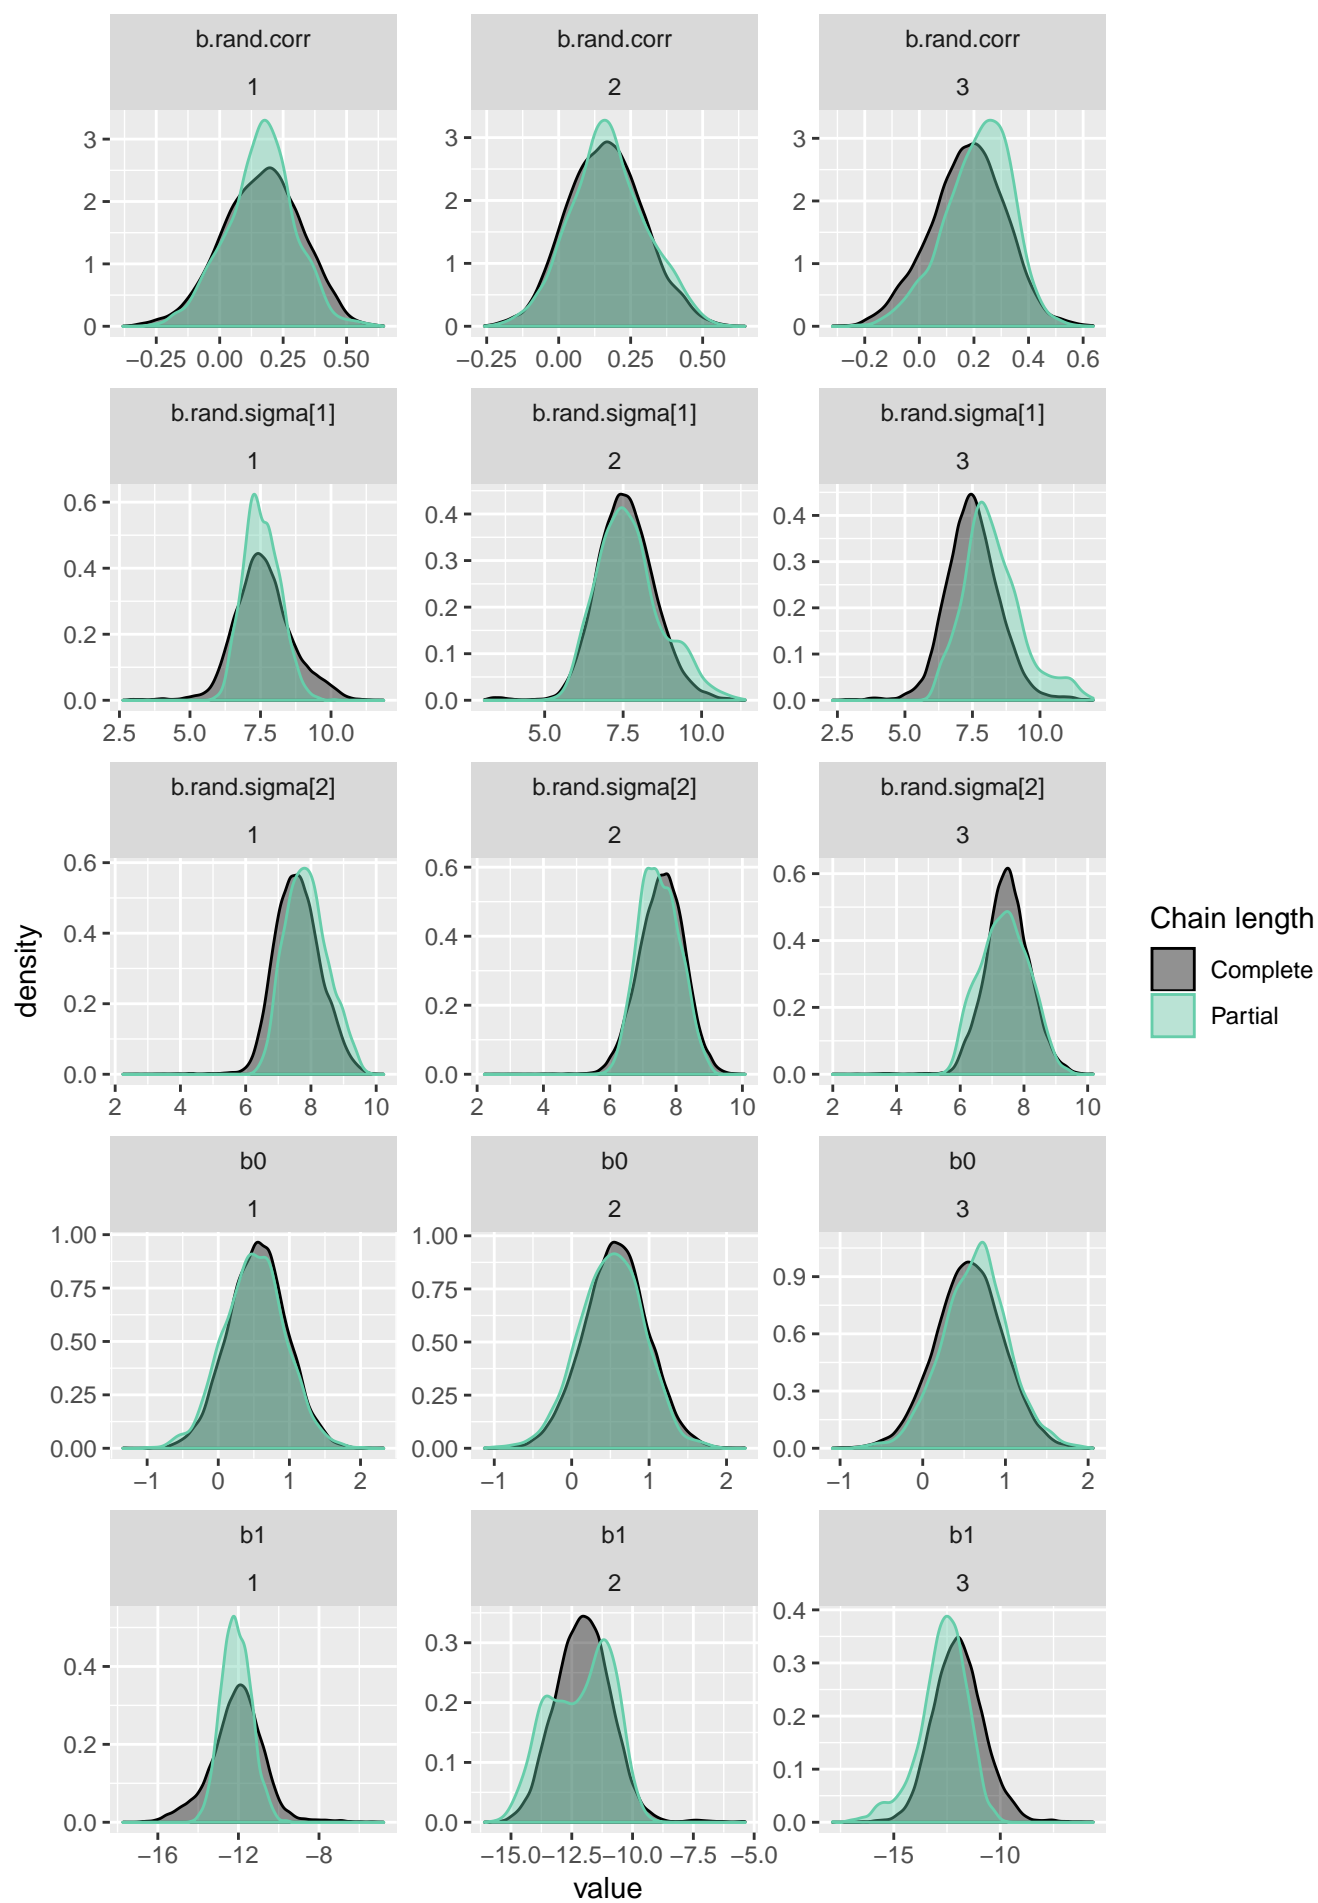 b.rand.corr b.rand.corr b.rand.corr
1 2 3
3 3 3
2 2 2
1 1 1
0 0 0
−0.25 0.00 0.25 0.50 −0.25 0.00 0.25 0.50 −0.2 0.0 0.2 0.4 0.6
b.rand.sigma[1] b.rand.sigma[1] b.rand.sigma[1]
1 2 3
0.6 0.4 0.4
0.4 0.3 0.3
0.2 0.2 0.2
0.0 0.1 0.1
0.0 0.0
2.5 5.0 7.5 10.0 5.0 7.5 10.0 2.5 5.0 7.5 10.0
b.rand.sigma[2] b.rand.sigma[2] b.rand.sigma[2]
1 2 3
0.6 0.6 0.6
0.4 0.4 0.4
0.2 0.2 0.2
0.0 0.0 0.0
2 4 6 8 10 2 4 6 8 10 2 4 6 8 10
b0 b0 b0
1 2 3
1.00 1.00 0.9
0.75 0.75 0.6
0.50 0.50 0.3
0.25 0.25 0.0
0.00 0.00
−1 0 1 2 −1 0 1 2 −1 0 1 2
b1 b1 b1
1 2 3
0.4 0.3 0.4
0.2 0.2 0.3
0.0 0.1 0.2
0.0 0.1
0.0
−16 −12 −8 −15.0 −12.5 −10.0 −7.5 −5.0 −15 −10
value
density
Chain length
Complete
Partial